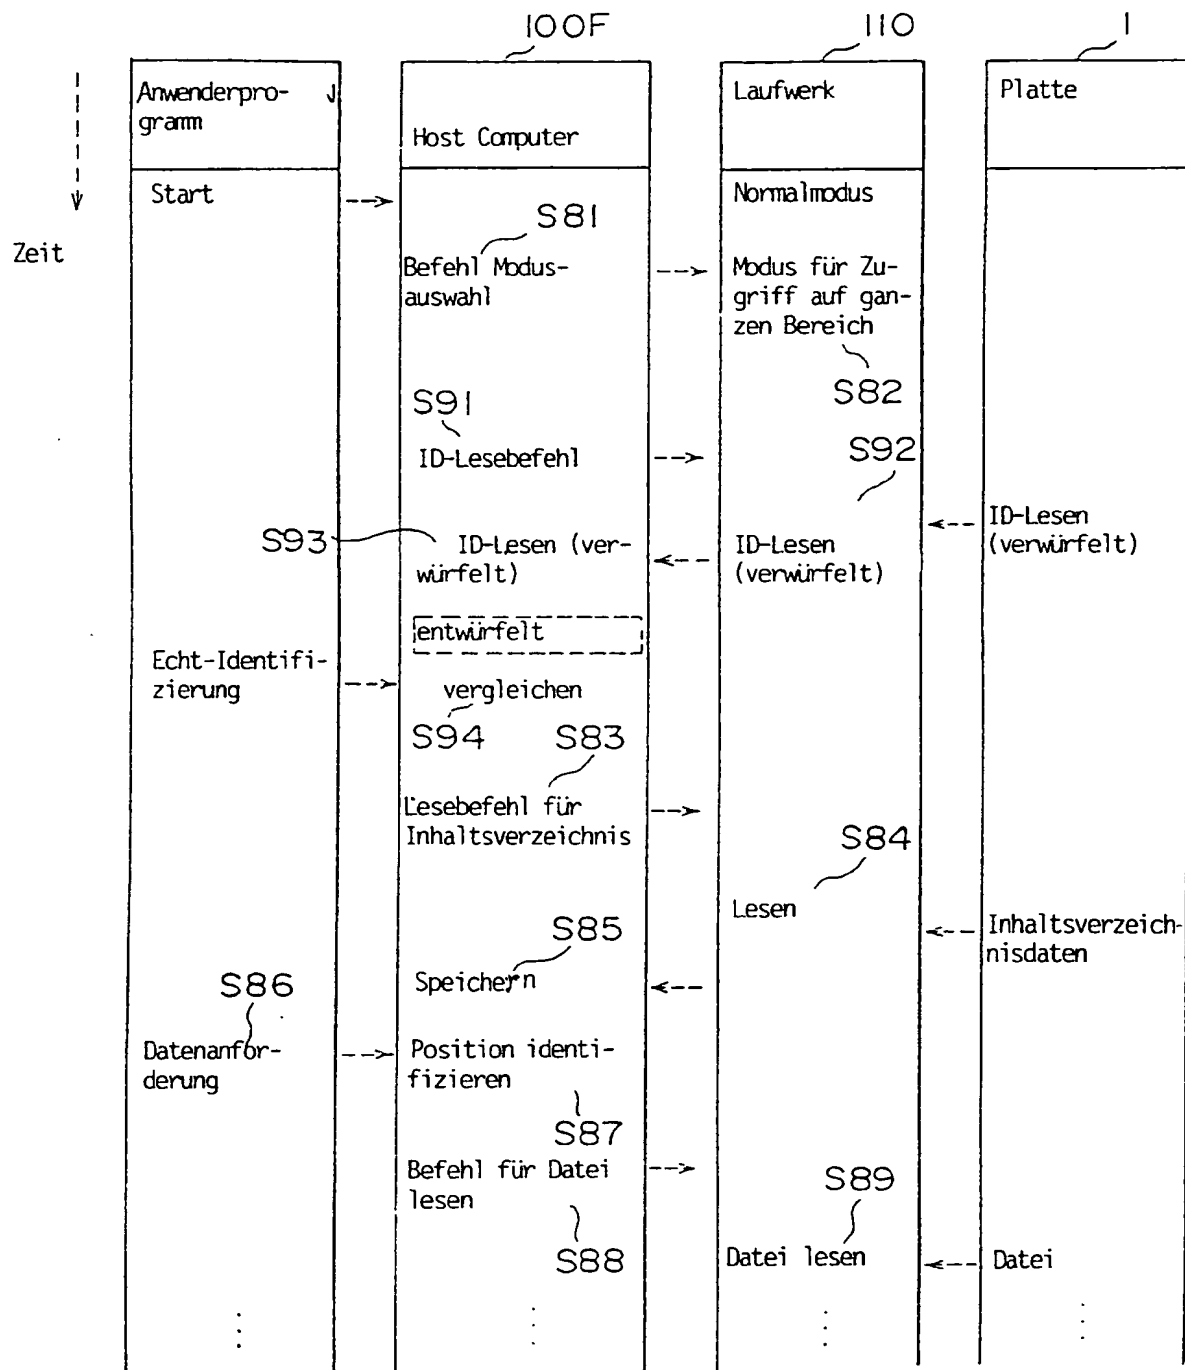 100F
110
1
Anwenderpro-
gramm
Host Computer
Laufwerk
Platte
Zeit
Start
Normalmodus
S81
Befehl Modus-
auswahl
Modus für Zu-
griff auf gan-
zen Bereich
S82
S91
ID-Lesebefehl
S92
ID-Lesen
(verwürfelt)
S93
ID-Lesen (ver-
würfelt)
ID-Lesen
(verwürfelt)
entwürfelt
Echt-Identifi-
zierung
vergleichen
S94
S83
Lesebefehl für
Inhaltsverzeichnis
S84
Lesen
Inhaltsverzeich-
nisdaten
S85
Speichern
S86
Datenanfor-
derung
Position identi-
fizieren
S87
Befehl für Datei
lesen
S89
S88
Datei lesen
Datei